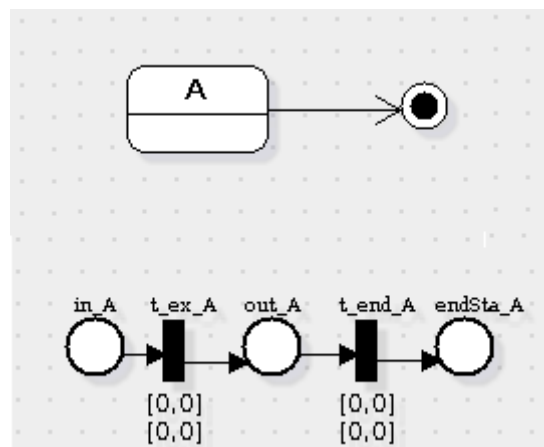 A
in_A t_ex_A out_A t_end_A endSta_A
[0,0] [0,0]
[0,0] [0,0]